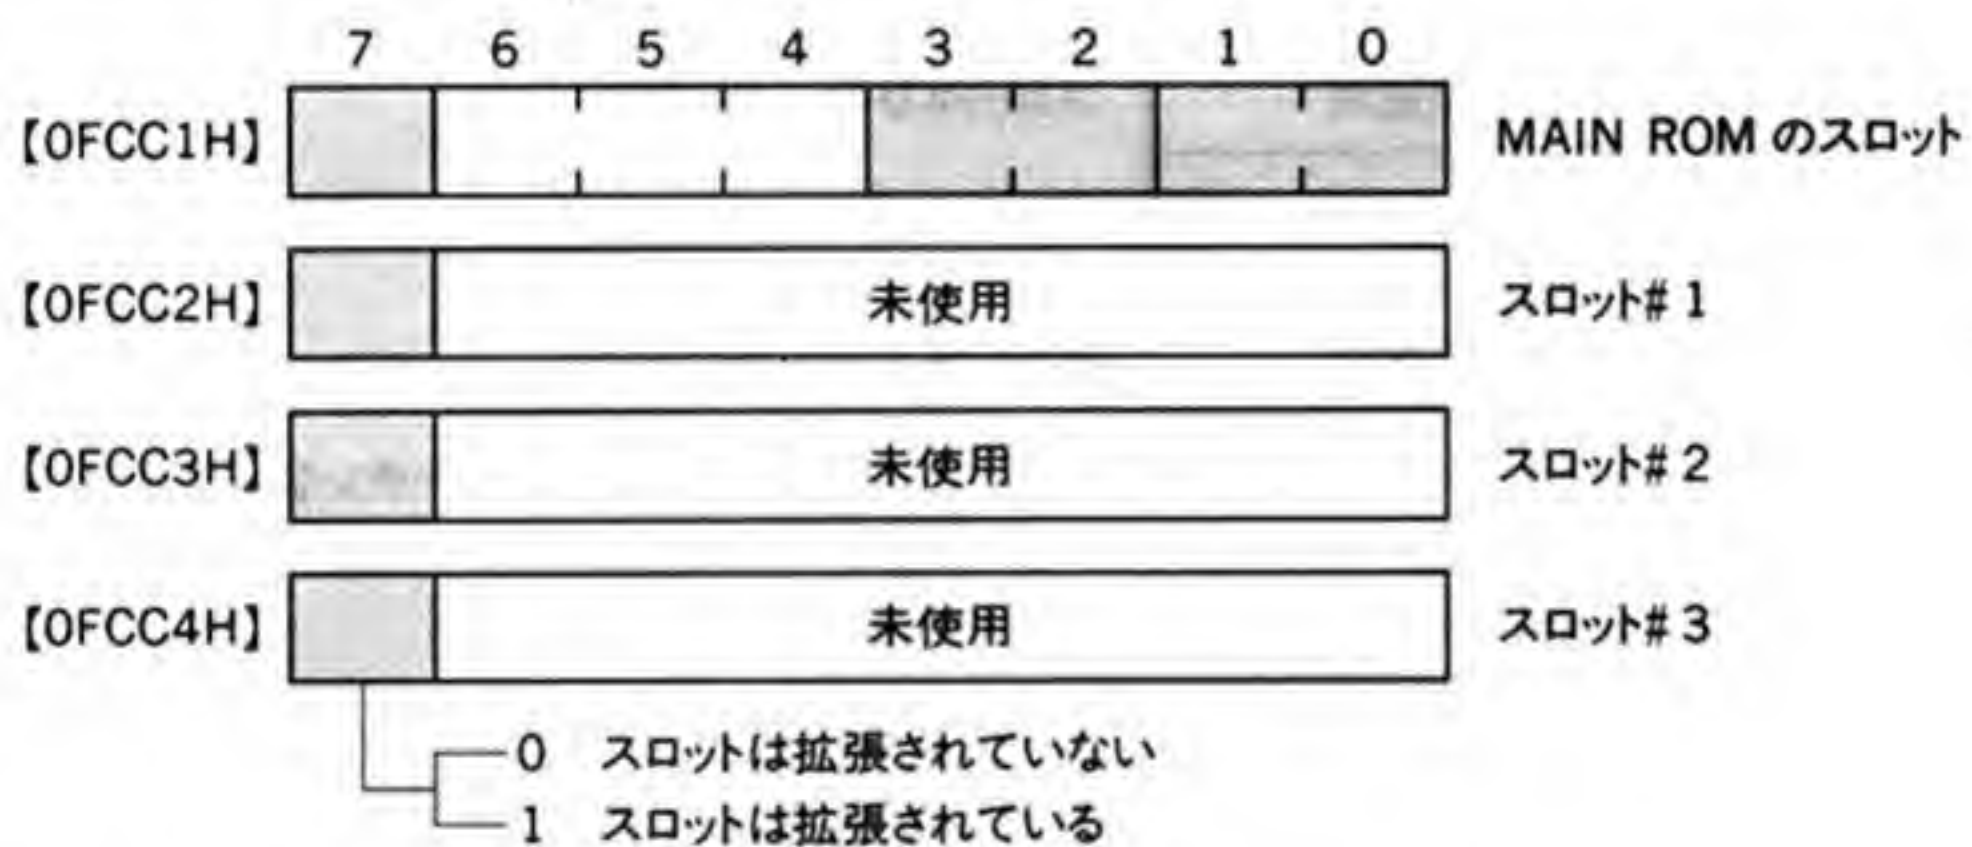 7 6 5 4 3 2 1 0
【0FCC1H】 MAIN ROM のスロット
【0FCC2H】 未使用 スロット# 1
【0FCC3H】 未使用 スロット# 2
【0FCC4H】 未使用 スロット# 3
0 スロットは拡張されていない
1 スロットは拡張されている